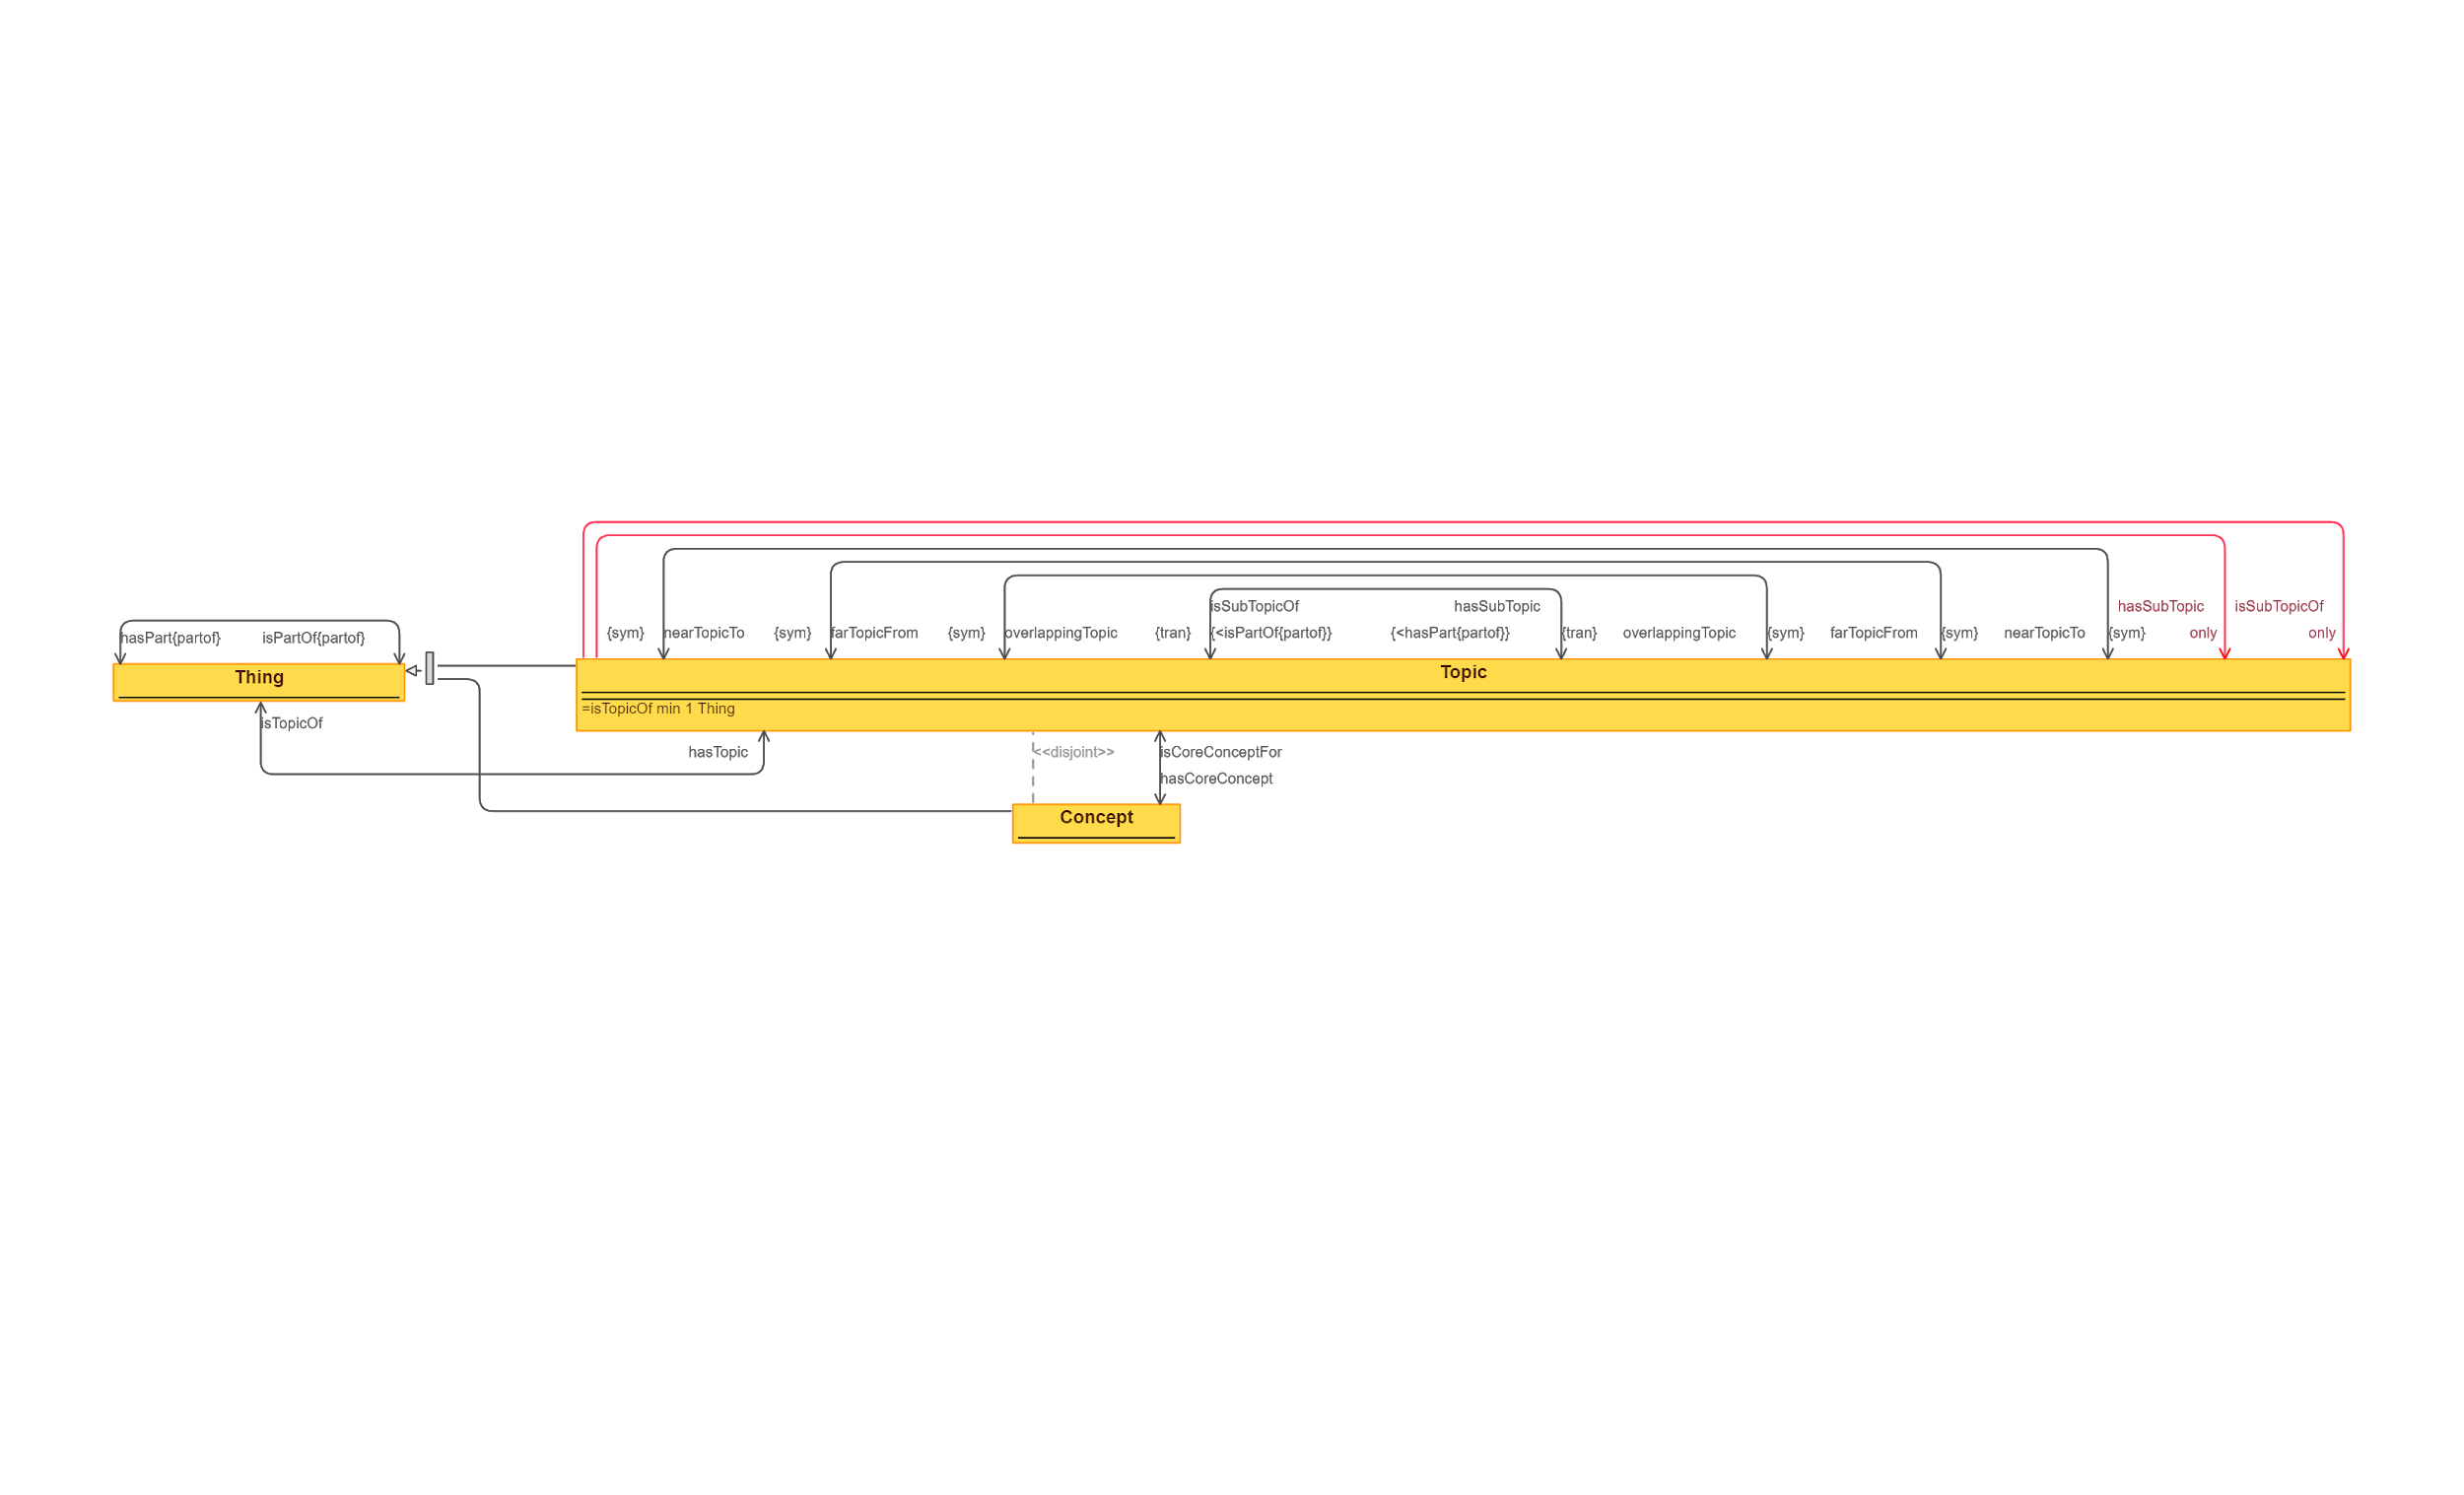 hasSubTopic
isSubTopicOf
isSubTopicOf
hasSubTopic
{sym}
nearTopicTo
{sym}
farTopicFrom
{sym}
overlappingTopic
{tran}
{<isPartOf{partof}}
{<hasPart{partof}}
{tran}
overlappingTopic
{sym}
farTopicFrom
{sym}
nearTopicTo
{sym}
only
only
hasPart{partof}
isPartOf{partof}
Thing
Topic
=isTopicOf min 1 Thing
isTopicOf
hasTopic
<<disjoint>>
isCoreConceptFor
hasCoreConcept
Concept